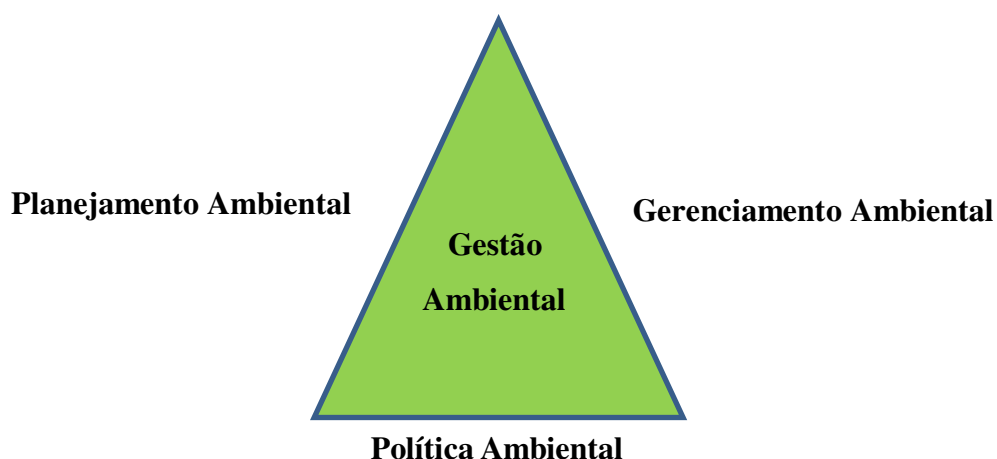 Planejamento Ambiental
Gerenciamento Ambiental
Gestão
Ambiental
Política Ambiental